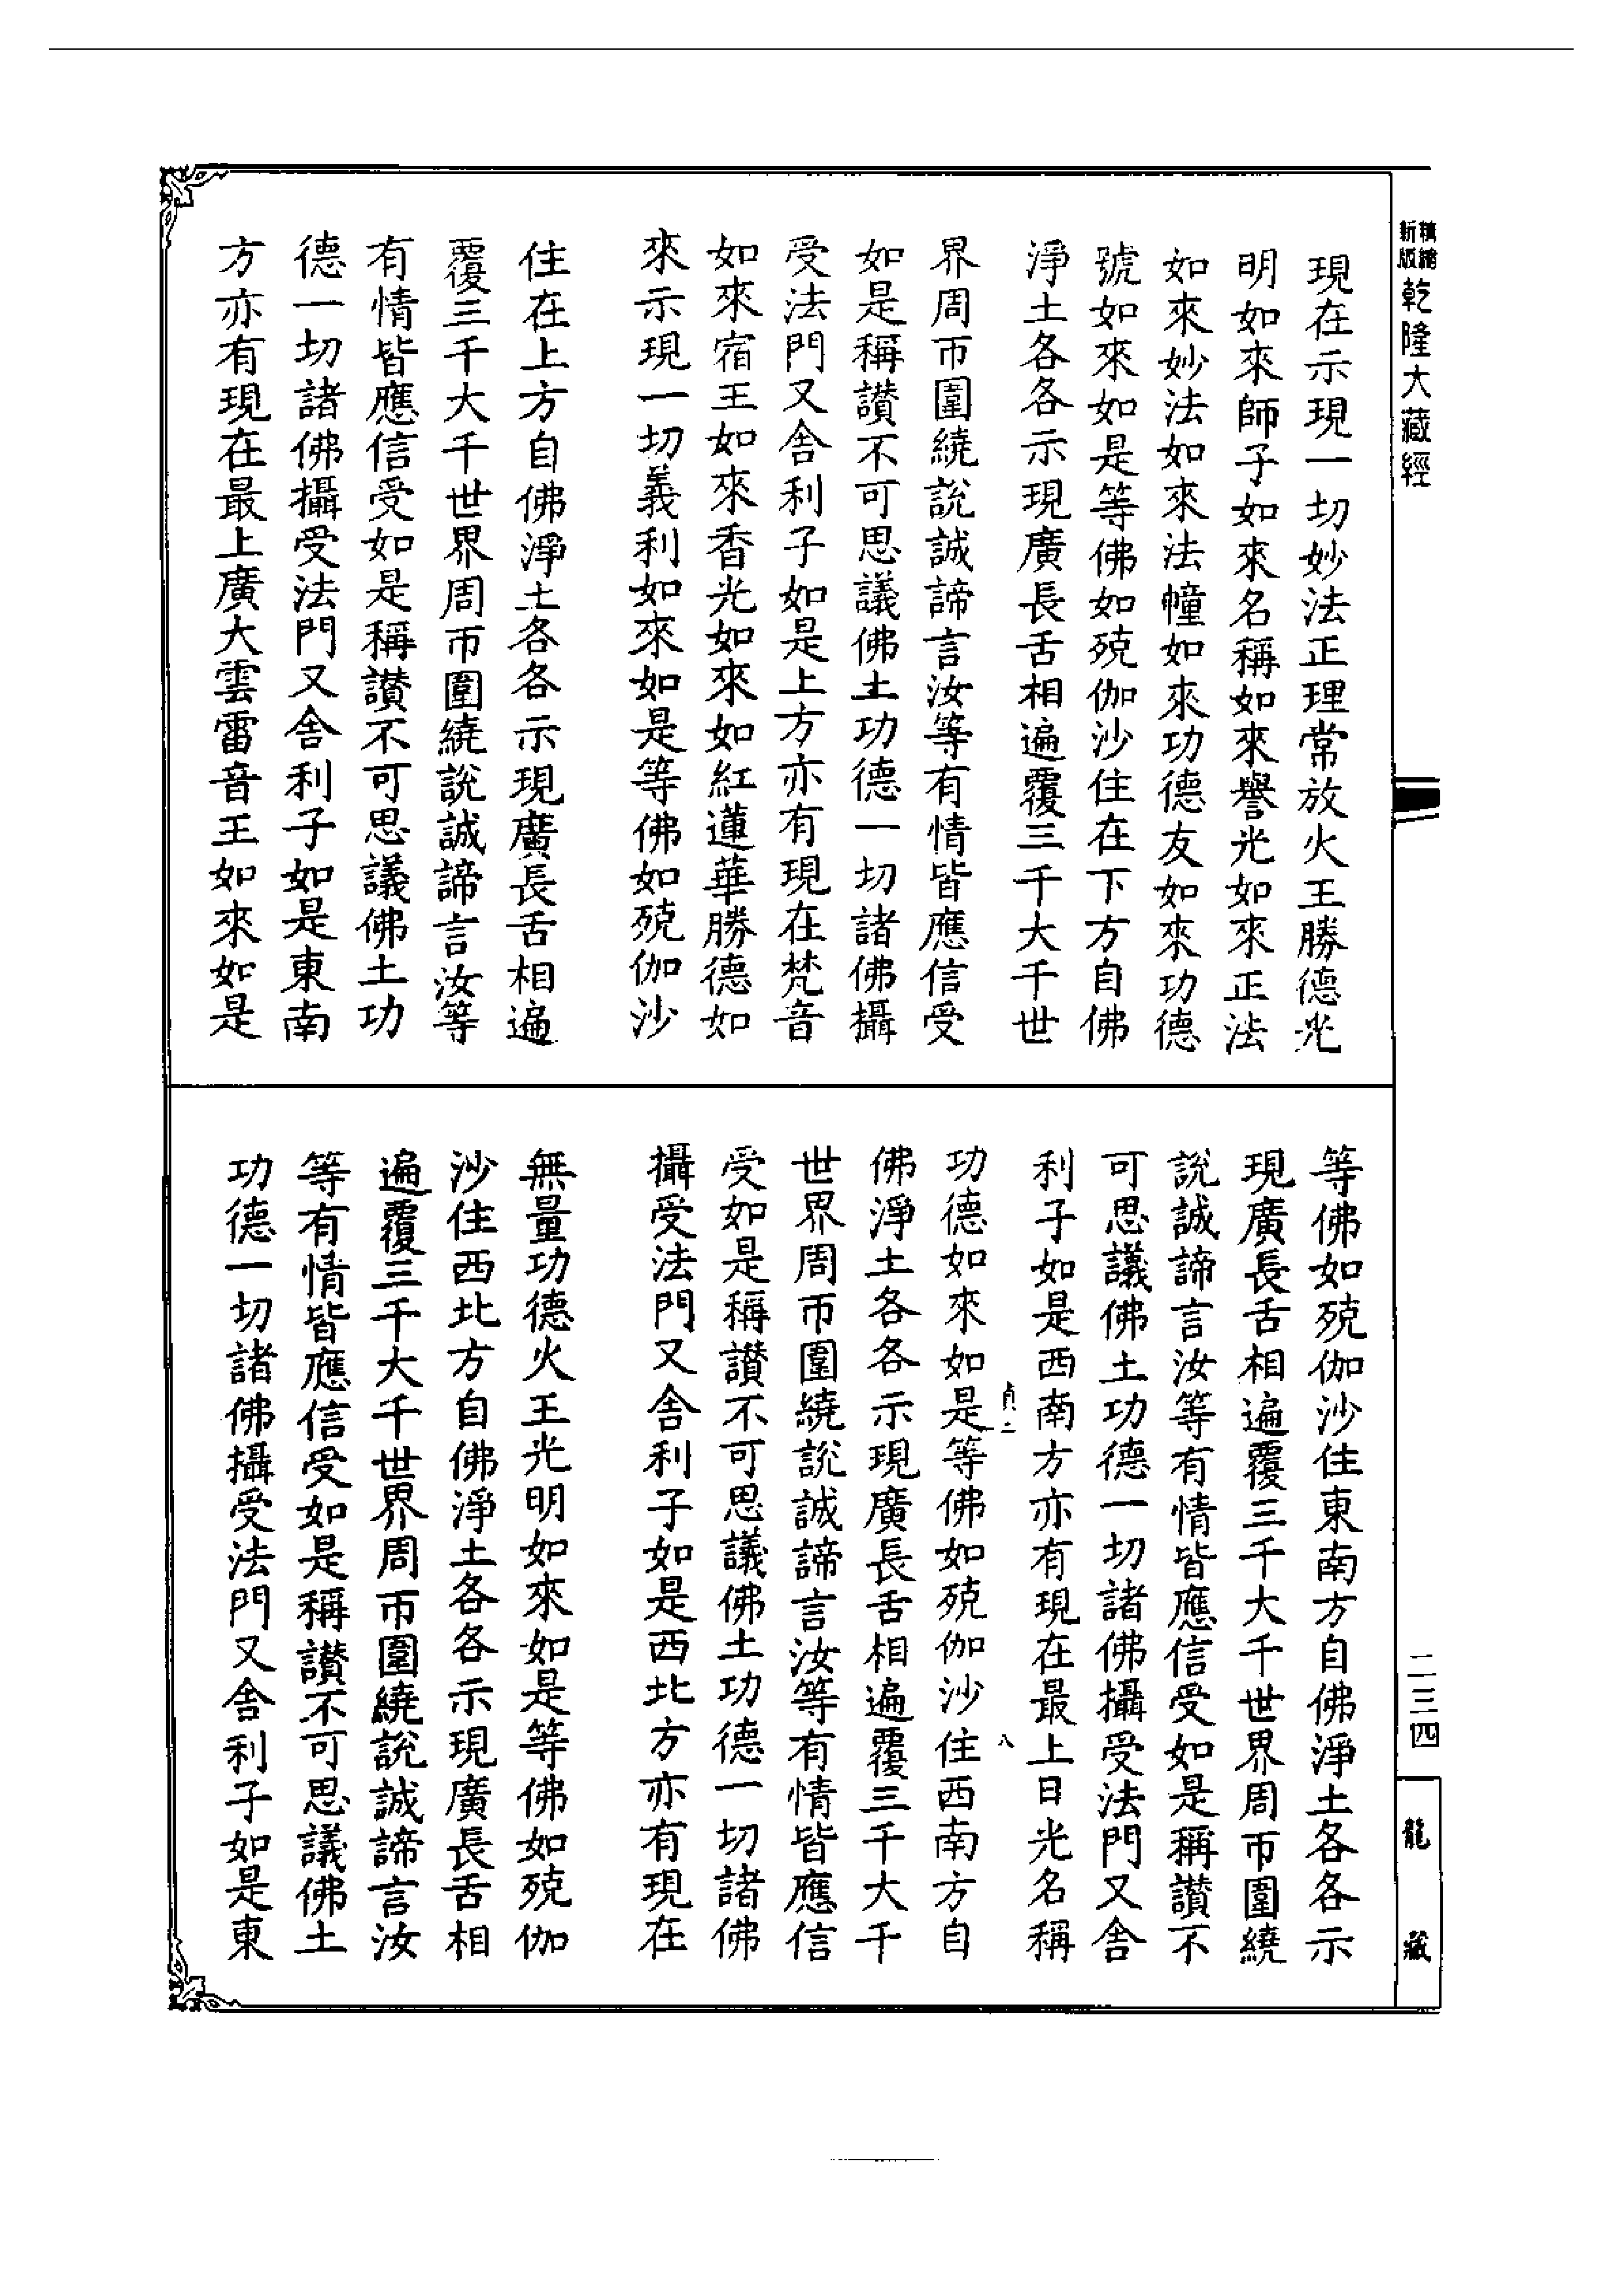 精縮新版乾隆大藏經
現在示現一切妙法正理常放火王勝德光
明如來師子如來名稱如來譽光如來正法
如來妙法如來法幢如來功德友如來功德
號如來如是等佛如殑伽沙住在下方自佛
淨土各各示現廣長舌相遍覆三千大千世
界周帀圍繞說誠諦言汝等有情皆應信受
如是稱讚不可思議佛土功德一切諸佛攝
受法門又舍利子如是上方亦有現在梵音
如來宿王如來香光如來如紅蓮華勝德如
來示現一切義利如來如是等佛如殑伽沙
住在上方自佛淨土各各示現廣長舌相遍
覆三千大千世界周帀圍繞說誠諦言汝等
有情皆應信受如是稱讚不可思議佛土功
德一切諸佛攝受法門又舍利子如是東南
方亦有現在最上廣大雲雷音王如來如是
等佛如殑伽沙住東南方自佛淨土各各示
現廣長舌相遍覆三千大千世界周帀圍繞
說誠諦言汝等有情皆應信受如是稱讚不
可思議佛土功德一切諸佛攝受法門又舍
利子如是西南方亦有現在最上日光名稱
功德如來如是等佛如殑伽沙住西南方自
佛淨土各各示現廣長舌相遍覆三千大千
世界周帀圍繞說誠諦言汝等有情皆應信
受如是稱讚不可思議佛土功德一切諸佛
攝受法門又舍利子如是西北方亦有現在
無量功德火王光明如來如是等佛如殑伽
沙住西北方自佛淨土各各示現廣長舌相
遍覆三千大千世界周帀圍繞說誠諦言汝
等有情皆應信受如是稱讚不可思議佛土
功德一切諸佛攝受法門又舍利子如是東
二三四
龍藏
八